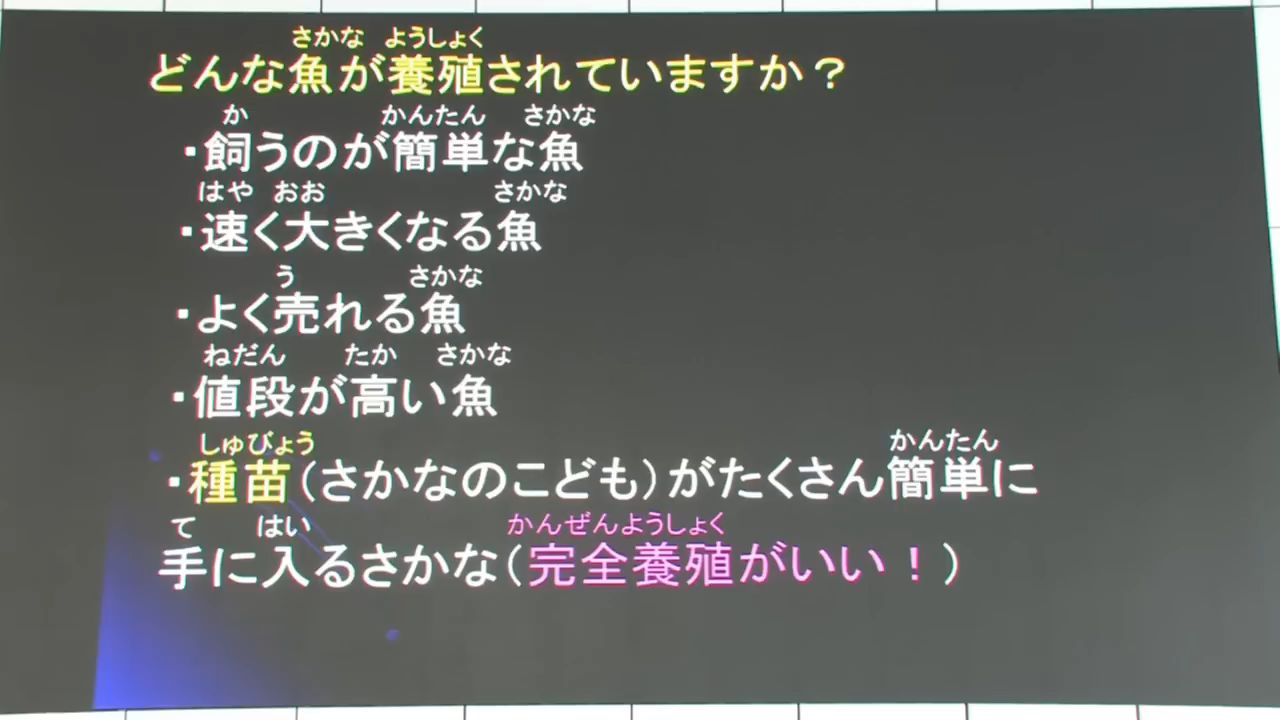 さかな ようしょく
どんな魚が養殖されていますか？
か かんたん さかな
・飼うのが簡単な魚
はや おお さかな
・速く大きくなる魚
う さかな
・よく売れる魚
ねだん たか さかな
・値段が高い魚
しゅびょう かんたん
・種苗（さかなのこども）がたくさん簡単に
て はい かんぜんようしょく
手に入るさかな（完全養殖がいい！）